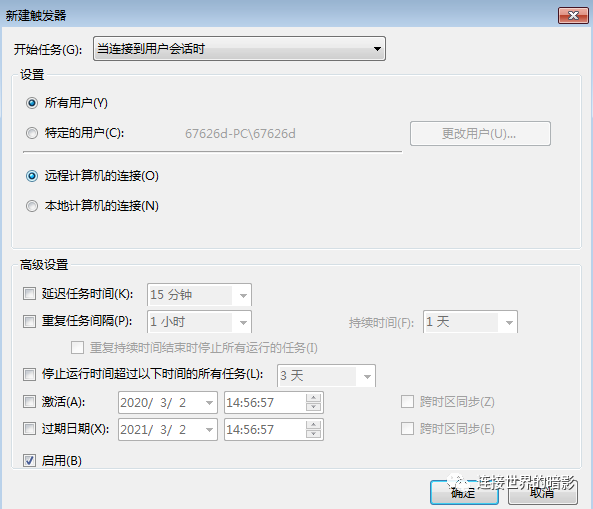 新建触发器
开始任务(G): 当连接到用户会话时
设置
所有用户(Y)
特定的用户(C): 67626d-PC\67626d 更改用户(U)...
远程计算机的连接(O)
本地计算机的连接(N)
高级设置
延迟任务时间(K): 15 分钟
重复任务间隔(P): 1 小时 持续时间(F): 1 天
重复持续时间结束时停止所有运行的任务(I)
停止运行时间超过以下时间的所有任务(L): 3 天
激活(A): 2020/ 3/ 2 14:56:57 跨时区同步(Z)
过期日期(X): 2021/ 3/ 2 14:56:57 跨时区同步(E)
启用(B)
连接世界的暗影
确定 取消